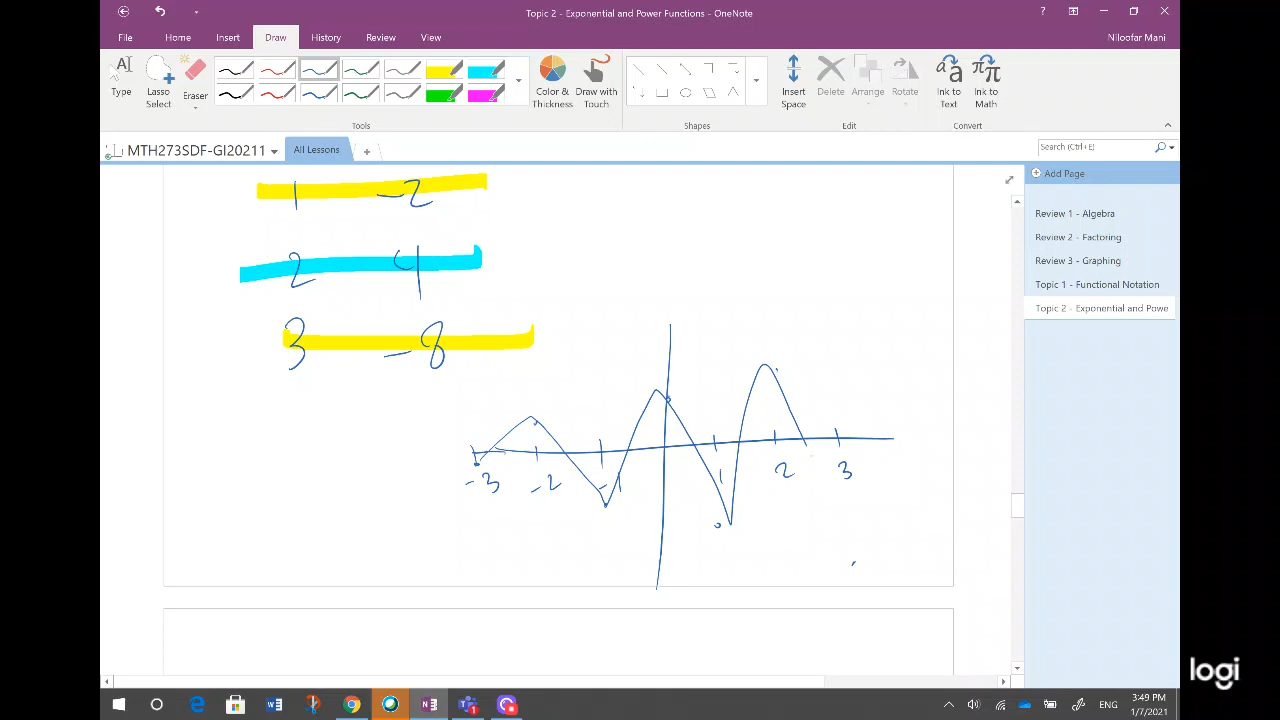 Topic 2 - Exponential and Power Functions - OneNote
File Home Insert Draw History Review View Niloofar Mani
Type Lasso Select Eraser Color & Thickness Draw with Touch Insert Space Delete Arrange Rotate Ink to Text Ink to Math
Tools Shapes Edit Convert
MTH273SDF-GI20211 All Lessons Search (Ctrl+E)
Add Page
Review 1 - Algebra
Review 2 - Factoring
Review 3 - Graphing
Topic 1 - Functional Notation
Topic 2 - Exponential and Powe
1 -2
2 4
3 -8
-3 -2 -1 1 2 3
logi
3:49 PM
ENG
1/7/2021